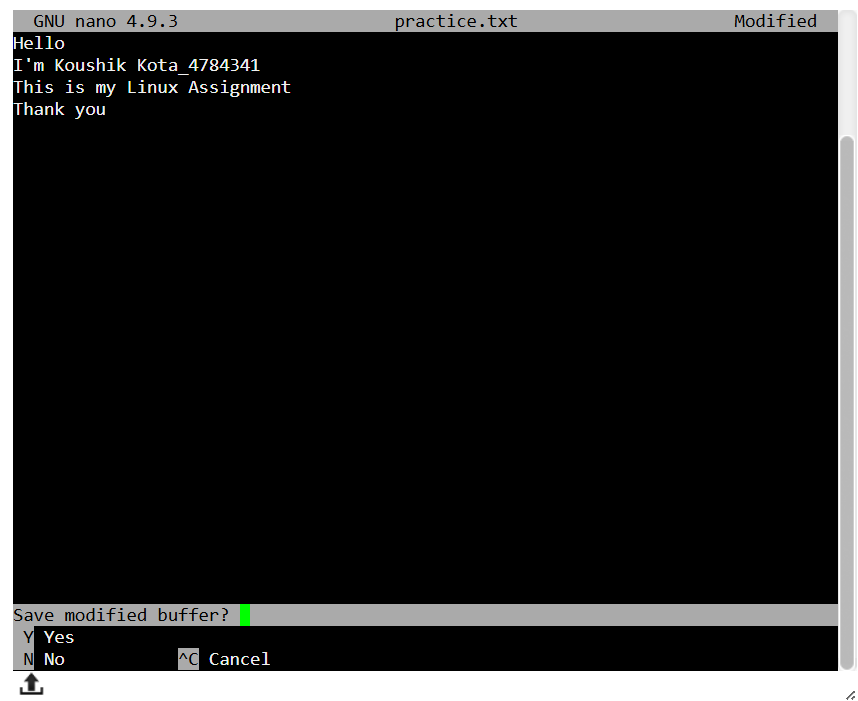 GNU nano 4.9.3 practice.txt Modified
Hello
I'm Koushik Kota_4784341
This is my Linux Assignment
Thank you
Save modified buffer?
Y Yes
N No ^C Cancel